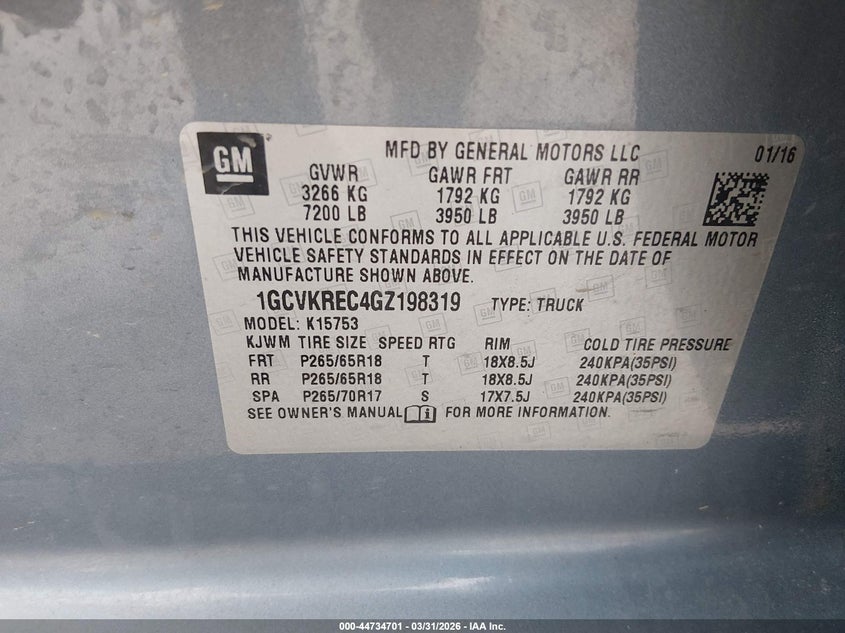 GM
MFD BY GENERAL MOTORS LLC 01/16
GVWR GAWR FRT GAWR RR
3266 KG 1792 KG 1792 KG
7200 LB 3950 LB 3950 LB
THIS VEHICLE CONFORMS TO ALL APPLICABLE U.S. FEDERAL MOTOR
VEHICLE SAFETY STANDARDS IN EFFECT ON THE DATE OF
MANUFACTURE SHOWN ABOVE.
1GCVKREC4GZ198319 TYPE: TRUCK
MODEL: K15753
KJWM TIRE SIZE SPEED RTG RIM COLD TIRE PRESSURE
FRT P265/65R18 T 18X8.5J 240KPA(35PSI)
RR P265/65R18 T 18X8.5J 240KPA(35PSI)
SPA P265/70R17 S 17X7.5J 240KPA(35PSI)
SEE OWNER'S MANUAL FOR MORE INFORMATION.
000-44734701 - 03/31/2026 - IAA Inc.